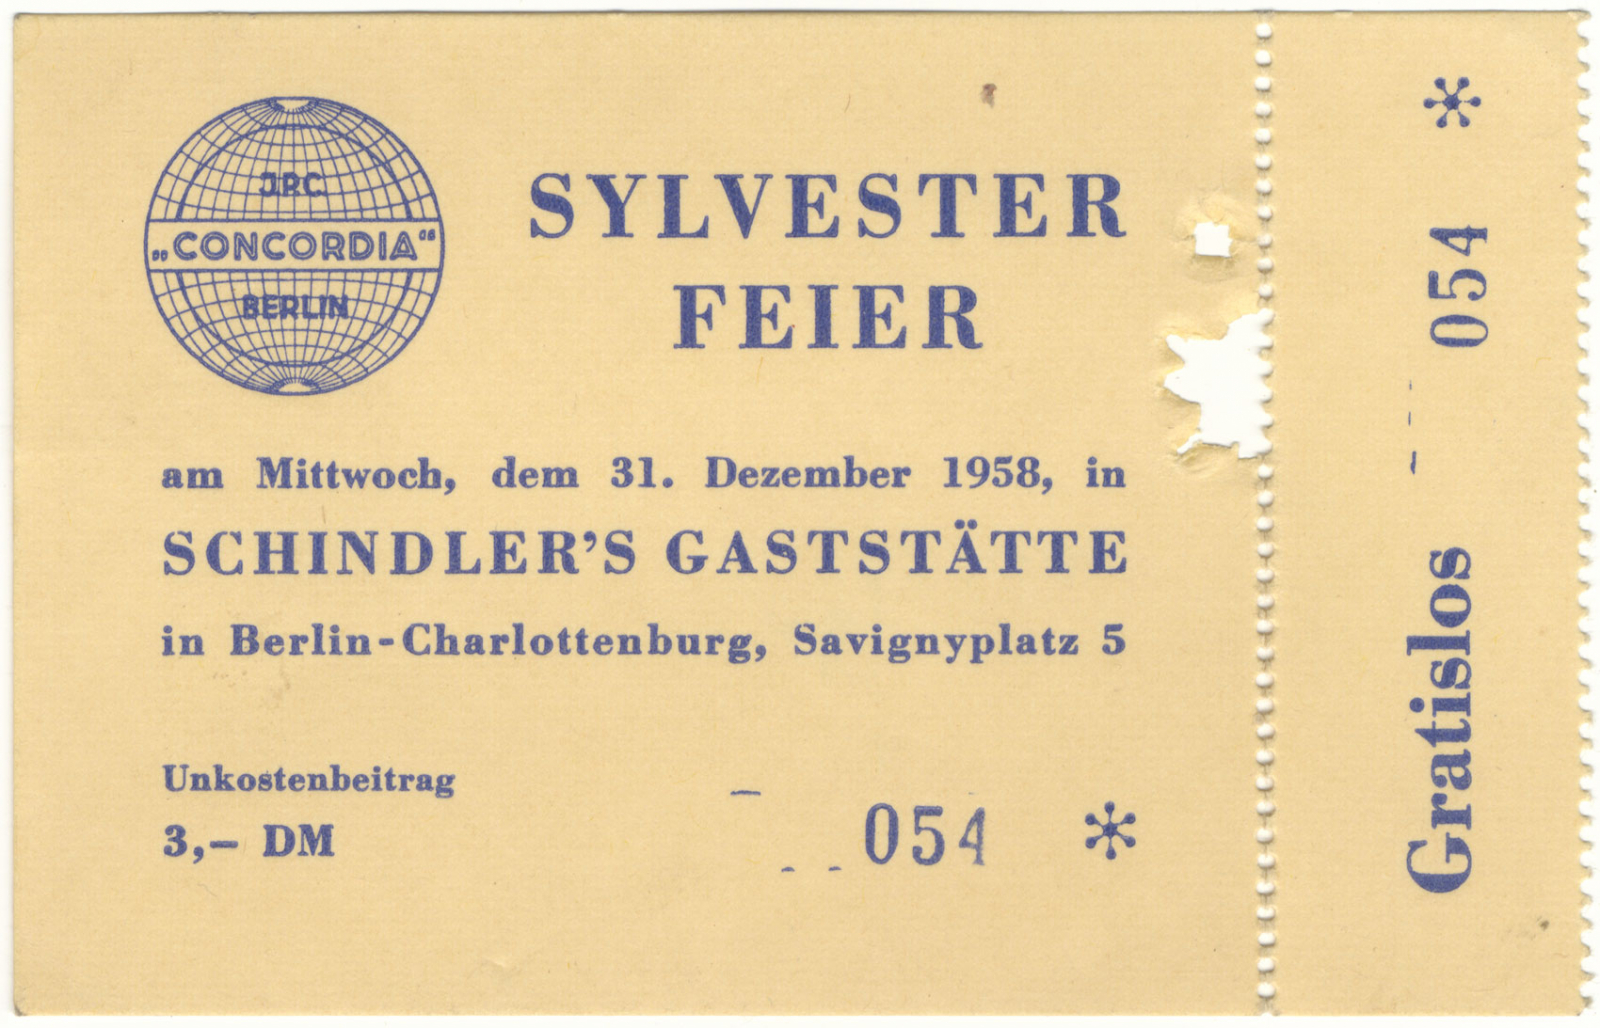 J.P.C.
„CONCORDIA“
BERLIN
SYLVESTER
FEIER
am Mittwoch, dem 31. Dezember 1958, in
SCHINDLER’S GASTSTÄTTE
in Berlin-Charlottenburg, Savignyplatz 5
Unkostenbeitrag
3,– DM
054 *
Gratislos 054 *